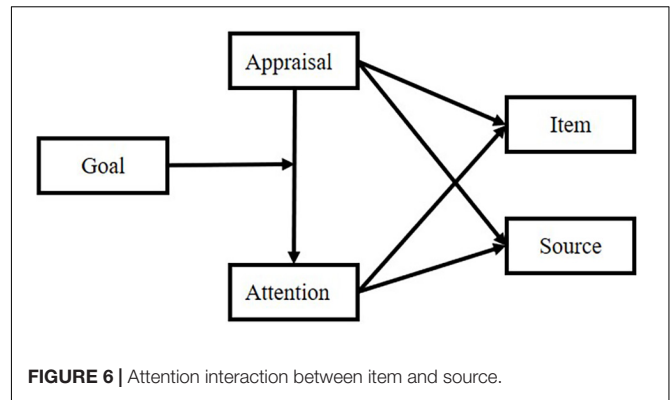 Appraisal
Item
Goal
Source
Attention
FIGURE 6 | Attention interaction between item and source.